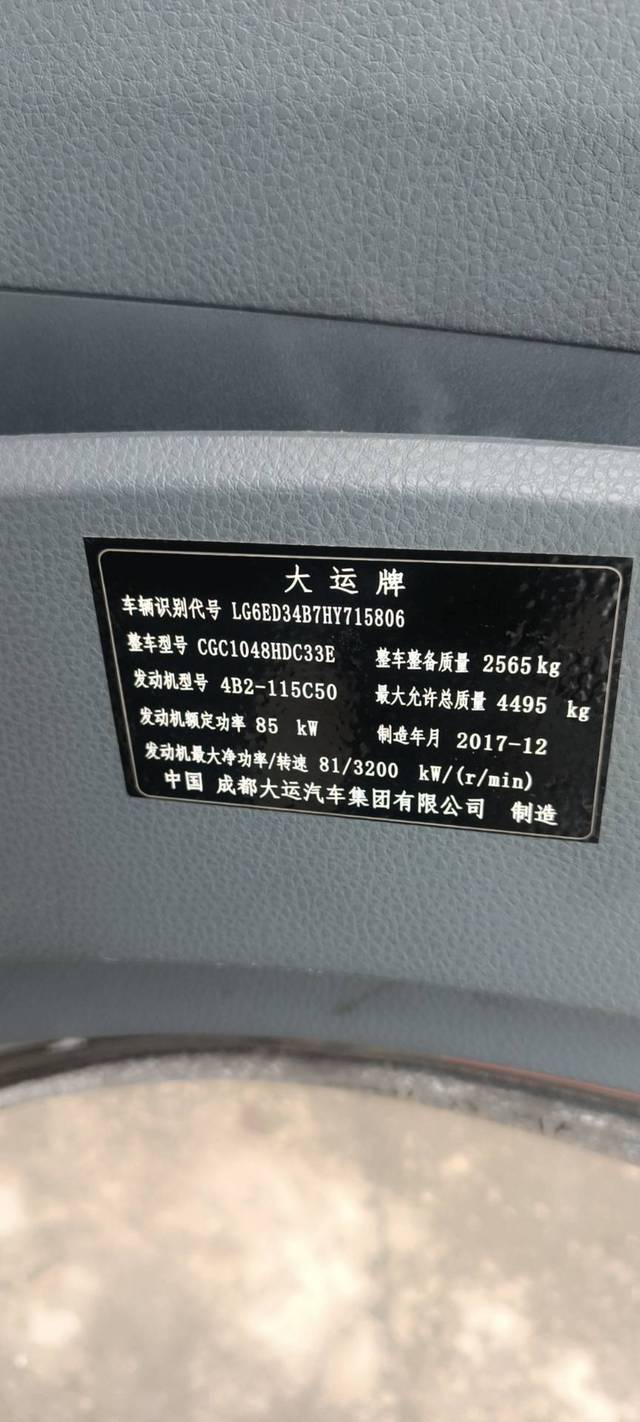 大运牌
车辆识别代号 LG6ED34B7HY715806
整车型号 CGC1048HDC33E 整车整备质量 2565 kg
发动机型号 4B2-115C50 最大允许总质量 4495 kg
发动机额定功率 85 kW 制造年月 2017-12
发动机最大净功率/转速 81/3200 kW/(r/min)
中国 成都大运汽车集团有限公司 制造